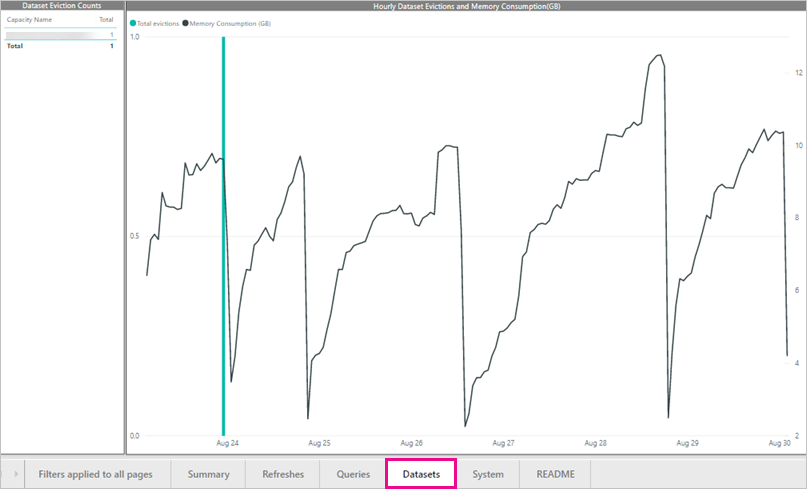 Dataset Eviction Counts
Capacity Name Total
1
Total 1
Hourly Dataset Evictions and Memory Consumption(GB)
Total evictions Memory Consumption (GB)
1.0
12
10
8
0.5
6
4
0.0
2
Aug 24 Aug 25 Aug 26 Aug 27 Aug 28 Aug 29 Aug 30
Filters applied to all pages Summary Refreshes Queries Datasets System README